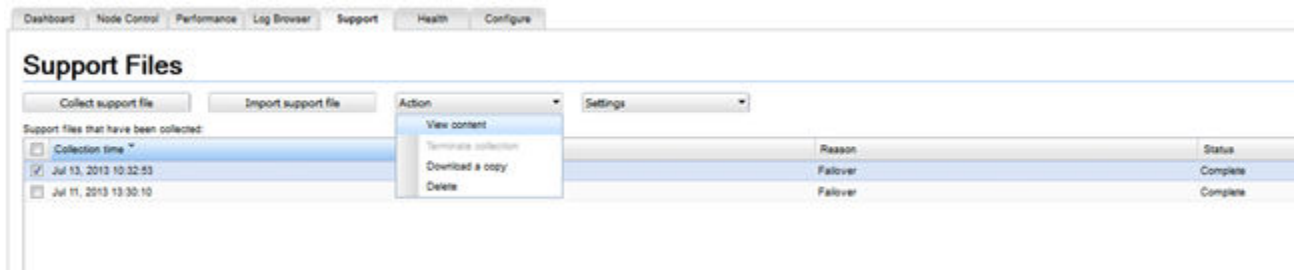 Dashboard Node Control Performance Log Browser Support Health Configure
Support Files
Collect support file Import support file Action Settings
Support files that have been collected:
View content
Collection time Reason Status
Terminate collection
Jul 13, 2013 10:32:53 Failover Complete
Download a copy
Jul 11, 2013 13:30:10 Failover Complete
Delete